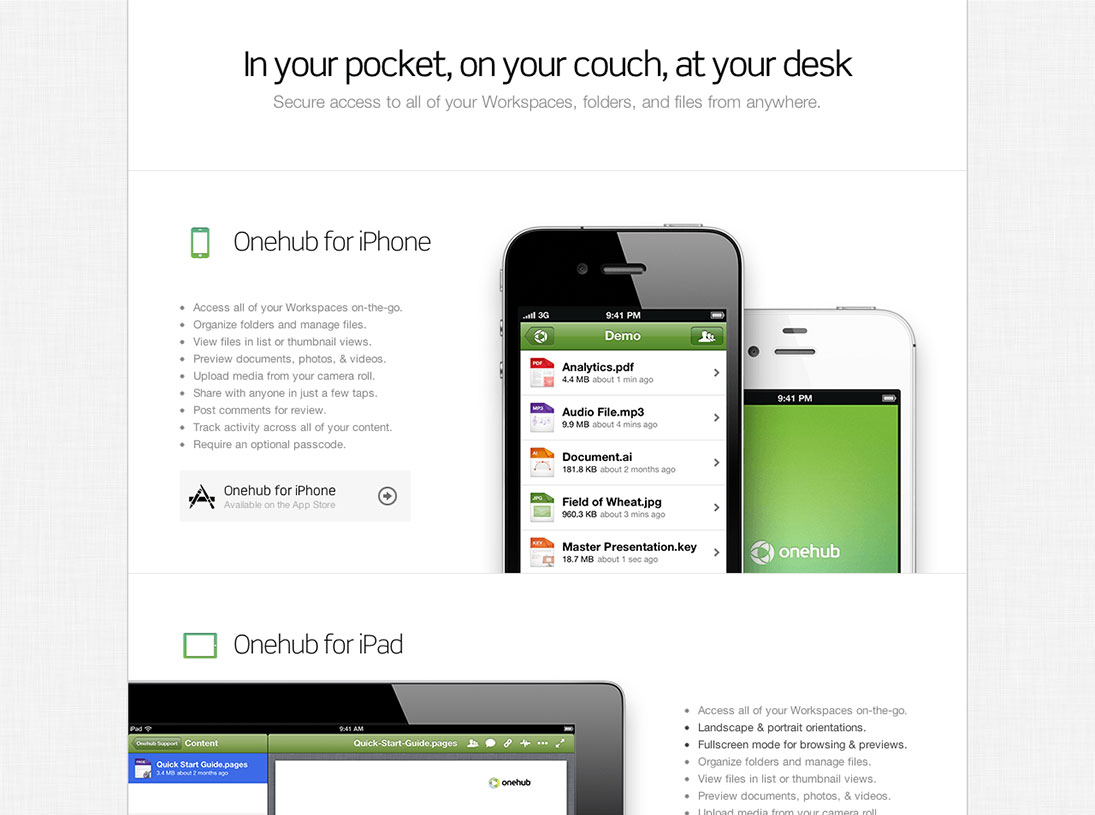 In your pocket, on your couch, at your desk
Secure access to all of your Workspaces, folders, and files from anywhere.
Onehub for iPhone
Access all of your Workspaces on-the-go.
Organize folders and manage files.
View files in list or thumbnail views.
Preview documents, photos, & videos.
Upload media from your camera roll.
Share with anyone in just a few taps.
Post comments for review.
Track activity across all of your content.
Require an optional passcode.
Onehub for iPhone
Available on the App Store
3G 9:41 PM
Demo
PDF
Analytics.pdf
4.4 MB about 1 min ago
MP3
Audio File.mp3
9.9 MB about 4 mins ago
AI
Document.ai
181.8 KB about 2 months ago
JPG
Field of Wheat.jpg
960.3 KB about 3 mins ago
KEY
Master Presentation.key
18.7 MB about 1 sec ago
9:41 PM
onehub
Onehub for iPad
iPad 9:41 AM
Onehub Support Content
Quick-Start-Guide.pages
Quick Start Guide.pages
3.4 MB about 2 months ago
onehub
Access all of your Workspaces on-the-go.
Landscape & portrait orientations.
Fullscreen mode for browsing & previews.
Organize folders and manage files.
View files in list or thumbnail views.
Preview documents, photos, & videos.
Upload media from your camera roll.